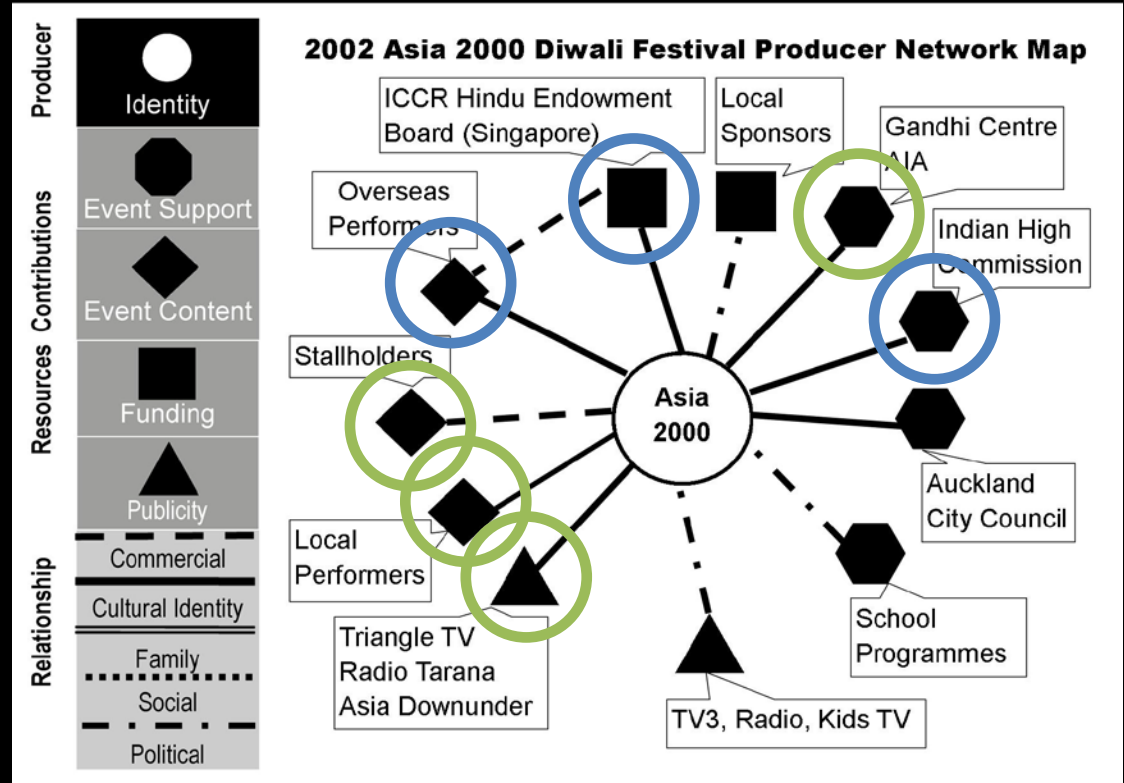 2002 Asia 2000 Diwali Festival Producer Network Map
Producer
Identity
Resources Contributions
Event Support
Event Content
Funding
Publicity
Relationship
Commercial
Cultural Identity
Family
Social
Political
ICCR Hindu Endowment
Board (Singapore)
Local
Sponsors
Gandhi Centre
AIA
Overseas
Performers
Indian High
Commission
Stallholders
Asia
2000
Auckland
City Council
Local
Performers
School
Programmes
Triangle TV
Radio Tarana
Asia Downunder
TV3, Radio, Kids TV